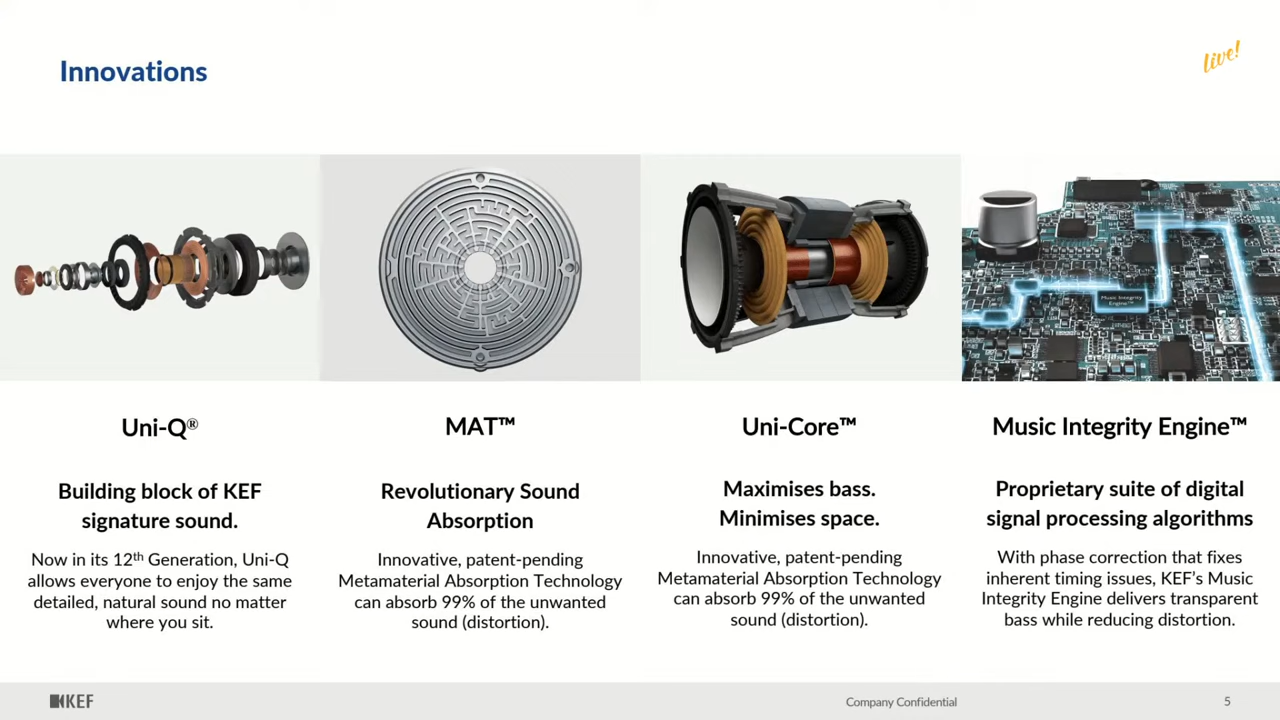 Innovations
live!
Music Integrity
Engine™
Uni-Q®
Building block of KEF
signature sound.
Now in its 12th Generation, Uni-Q
allows everyone to enjoy the same
detailed, natural sound no matter
where you sit.
MAT™
Revolutionary Sound
Absorption
Innovative, patent-pending
Metamaterial Absorption Technology
can absorb 99% of the unwanted
sound (distortion).
Uni-Core™
Maximises bass.
Minimises space.
Innovative, patent-pending
Metamaterial Absorption Technology
can absorb 99% of the unwanted
sound (distortion).
Music Integrity Engine™
Proprietary suite of digital
signal processing algorithms
With phase correction that fixes
inherent timing issues, KEF's Music
Integrity Engine delivers transparent
bass while reducing distortion.
KEF
Company Confidential
5